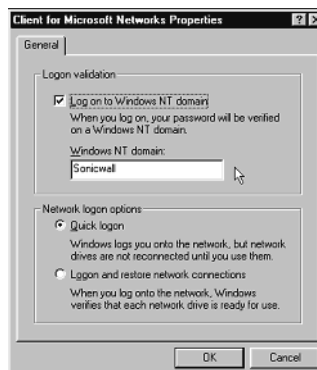 Client for Microsoft Networks Properties
General
Logon validation
Log on to Windows NT domain
When you log on, your password will be verified
on a Windows NT domain.
Windows NT domain:
Sonicwall
Network logon options
Quick logon
Windows logs you onto the network, but network
drives are not reconnected until you use them.
Logon and restore network connections
When you log onto the network, Windows
verifies that each network drive is ready for use.
OK
Cancel